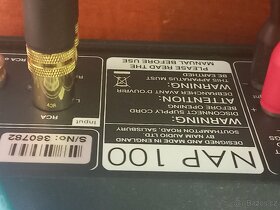 NAP 100
DESIGNED AND MADE IN ENGLAND
BY NAIM AUDIO LTD
SOUTHAMPTON ROAD, SALISBURY
WARNING:
DISCONNECT SUPPLY CORD
BEFORE OPENING
ATTENTION:
DEBRANCHER AVANT D'OUVRIR
WARNING:
THIS APPARATUS MUST
BE EARTHED
PLEASE READ THE
MANUAL BEFORE USE
S/No: 360782
Input
RCA
RCA